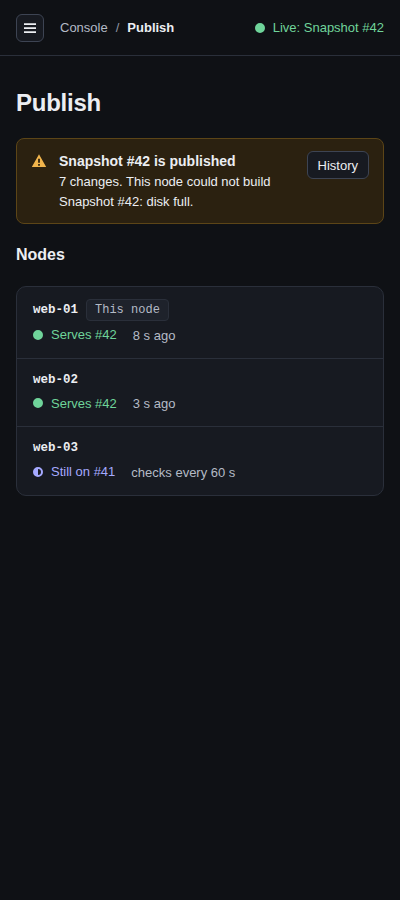 Console / Publish
Live: Snapshot #42
Publish
Snapshot #42 is published
7 changes. This node could not build
Snapshot #42: disk full.
History
Nodes
web-01 This node
Serves #42 8 s ago
web-02
Serves #42 3 s ago
web-03
Still on #41 checks every 60 s